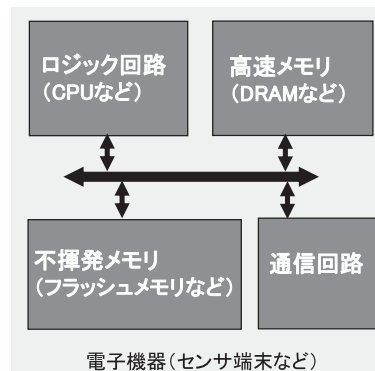 ロジック回路
（CPUなど）
高速メモリ
（DRAMなど）
不揮発メモリ
（フラッシュメモリなど）
通信回路
電子機器（センサ端末など）